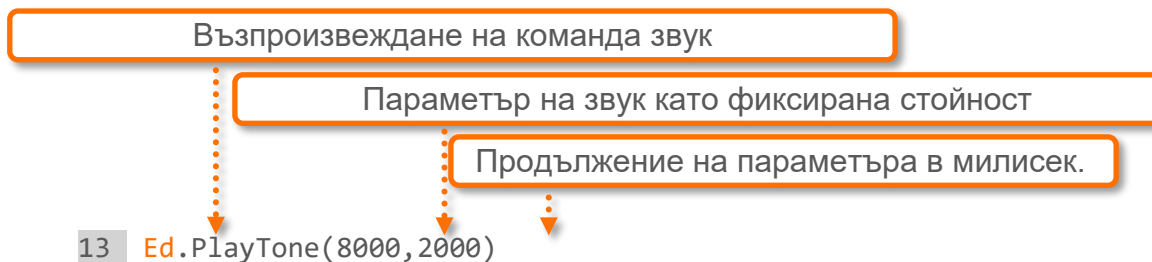 Възпроизвеждане на команда звук
Параметър на звук като фиксирана стойност
Продължение на параметъра в милисек.
13 Ed.PlayTone(8000,2000)